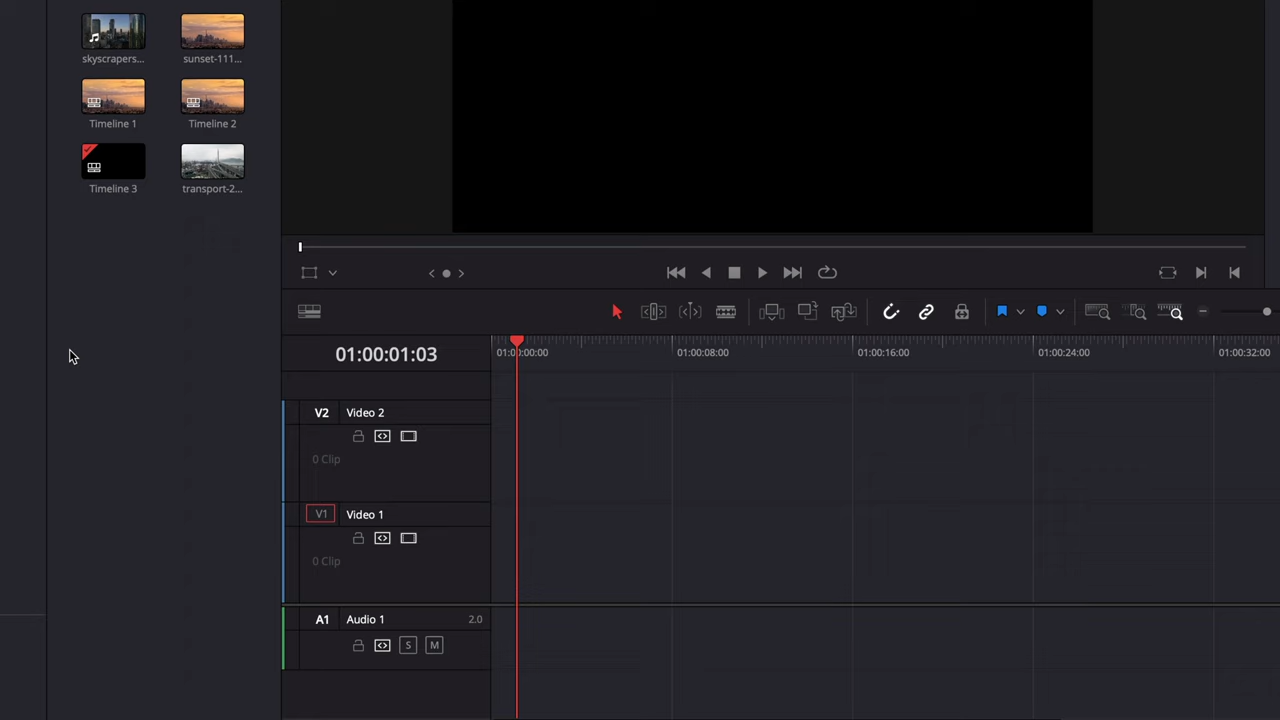 skyscrapers...
sunset-111...
Timeline 1
Timeline 2
Timeline 3
transport-2...
01:00:01:03
01:00:00:00
01:00:08:00
01:00:16:00
01:00:24:00
01:00:32:00
V2 Video 2
0 Clip
V1 Video 1
0 Clip
A1 Audio 1 2.0
S M